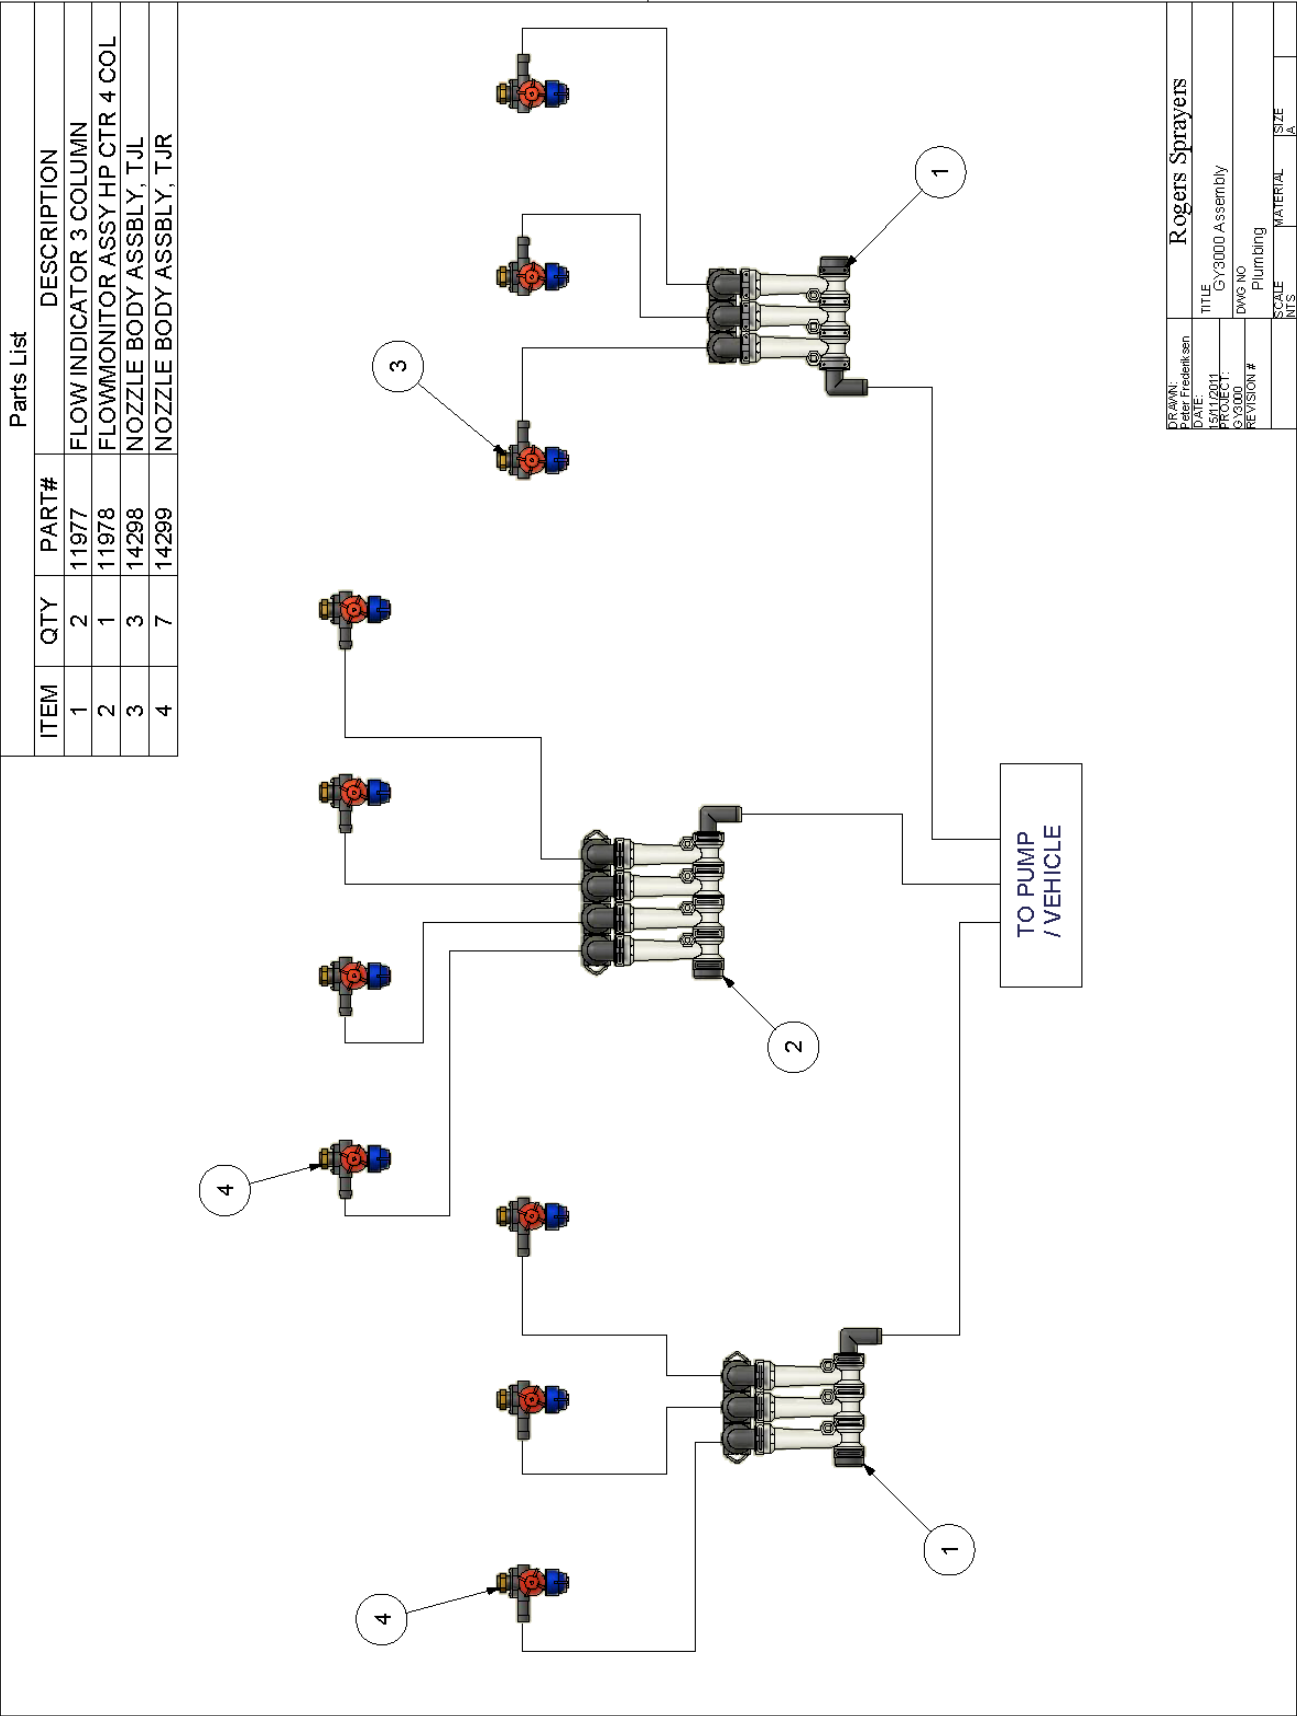 Parts List
ITEM QTY PART# DESCRIPTION
1 2 11977 FLOW INDICATOR 3 COLUMN
2 1 11978 FLOWMONITOR ASSY HP CTR 4 COL
3 3 14298 NOZZLE BODY ASSBLY, TJL
4 7 14299 NOZZLE BODY ASSBLY, TJR
4
4
3
1
2
1
TO PUMP
/ VEHICLE
DRAWN:
Peter Frederiksen
DATE:
15/11/2011
PROJECT:
GY3000
REVISION #
Rogers Sprayers
TITLE
GY3000 Assembly
DWG NO
Plumbing
SCALE
NTS
MATERIAL
SIZE
A